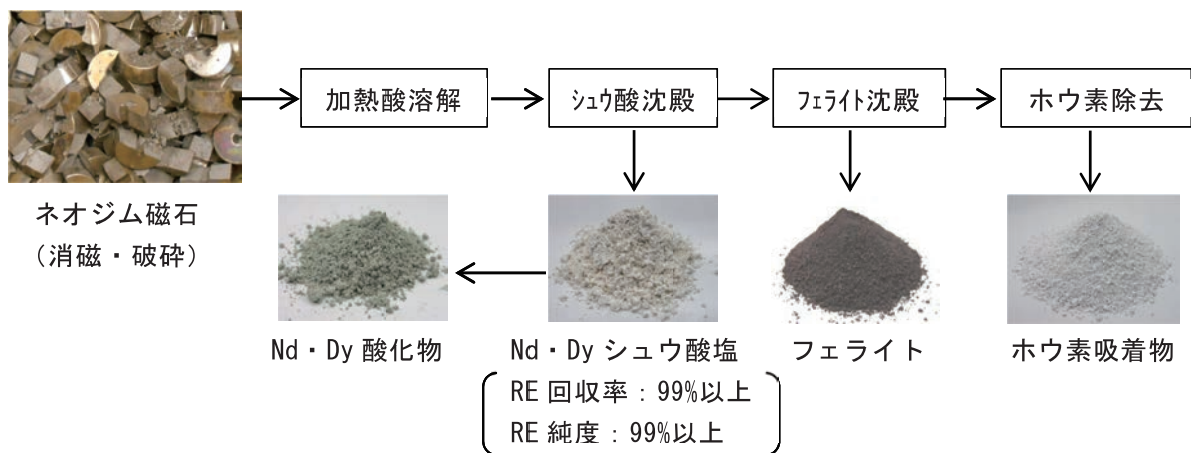 加熱酸溶解
シュウ酸沈殿
フェライト沈殿
ホウ素除去
ネオジム磁石
(消磁・破砕)
Nd・Dy 酸化物
Nd・Dy シュウ酸塩
フェライト
ホウ素吸着物
RE 回収率：99%以上
RE 純度：99%以上